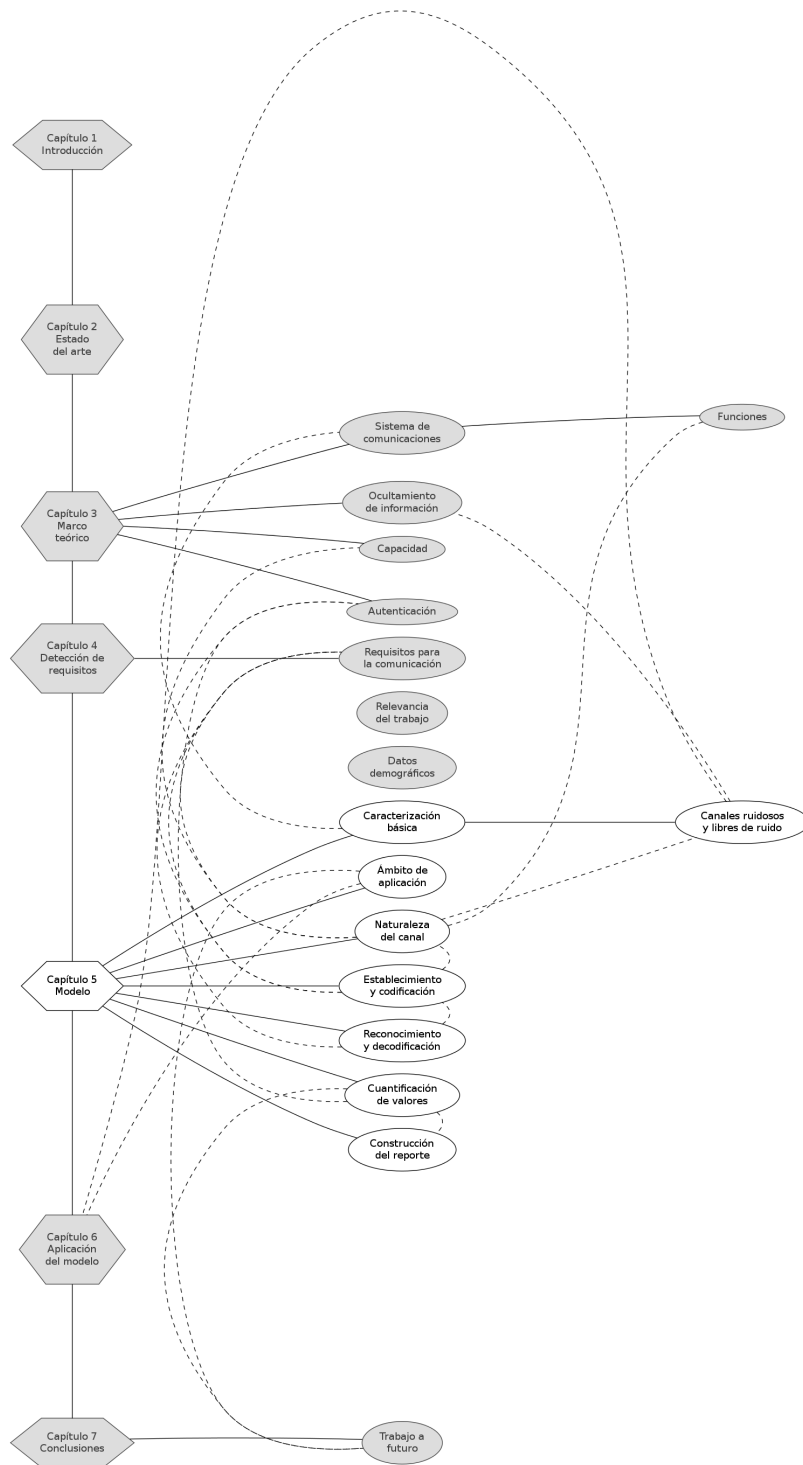 Capítulo 1
Introducción
Capítulo 2
Estado
del arte
Sistema de
comunicaciones
Funciones
Capítulo 3
Marco
teórico
Ocultamiento
de información
Capacidad
Autenticación
Capítulo 4
Detección de
requisitos
Requisitos para
la comunicación
Relevancia
del trabajo
Datos
demográficos
Caracterización
básica
Canales ruidosos
y libres de ruido
Ámbito de
aplicación
Naturaleza
del canal
Capítulo 5
Modelo
Establecimiento
y codificación
Reconocimiento
y decodificación
Cuantificación
de valores
Construcción
del reporte
Capítulo 6
Aplicación
del modelo
Capítulo 7
Conclusiones
Trabajo a
futuro